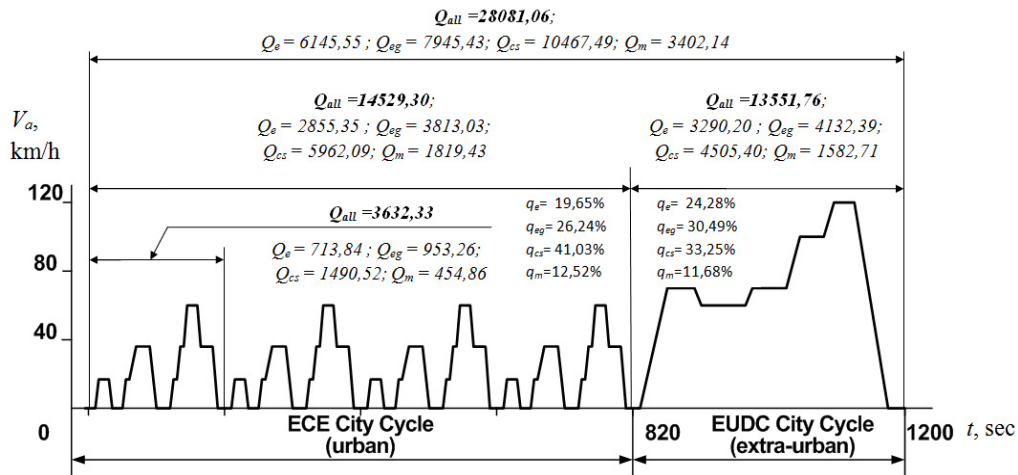 Qall =28081,06;
Qe = 6145,55 ; Qeg = 7945,43; Qcs = 10467,49; Qm = 3402,14
Qall =14529,30;
Qe = 2855,35 ; Qeg = 3813,03;
Qcs = 5962,09; Qm = 1819,43
Qall =13551,76;
Qe = 3290,20 ; Qeg = 4132,39;
Qcs = 4505,40; Qm = 1582,71
Va,
km/h
120
80
40
0
Qall =3632,33
Qe = 713,84 ; Qeg = 953,26;
Qcs = 1490,52; Qm = 454,86
qe= 19,65%
qeg= 26,24%
qcs= 41,03%
qm=12,52%
qe= 24,28%
qeg= 30,49%
qcs= 33,25%
qm=11,68%
ECE City Cycle
(urban)
820
EUDC City Cycle
(extra-urban)
1200
t, sec